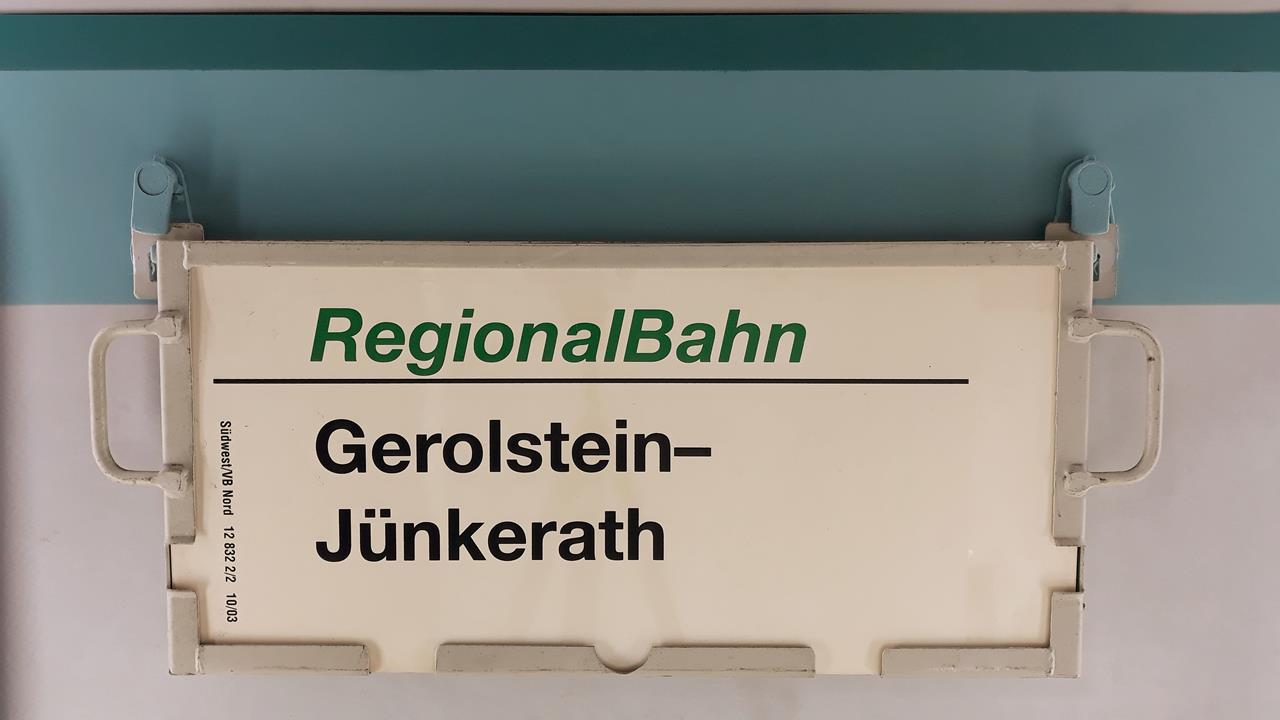 RegionalBahn
Gerolstein–
Jünkerath
Südwest/VB Nord 12 832 2/2 10/03